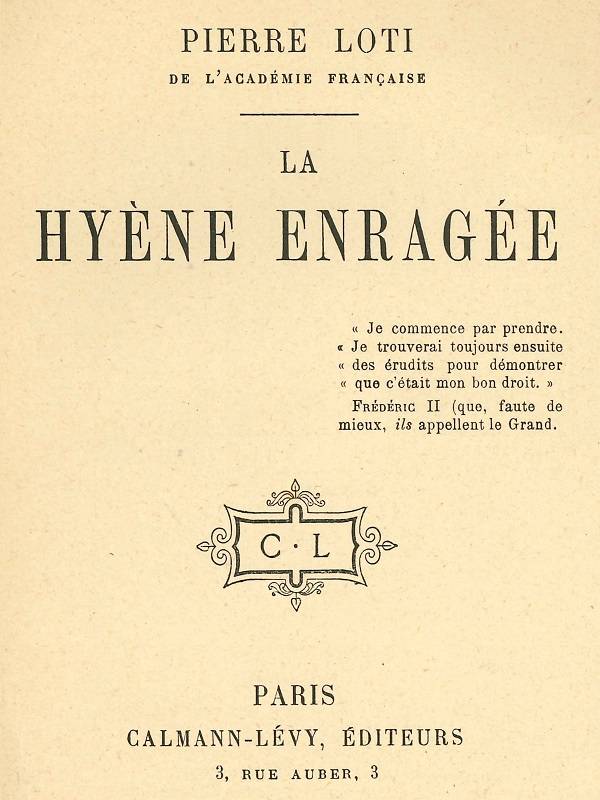 PIERRE LOTI
DE L'ACADÉMIE FRANÇAISE
LA
HYÈNE ENRAGÉE
« Je commence par prendre.
« Je trouverai toujours ensuite
« des érudits pour démontrer
« que c'était mon bon droit. »
FRÉDÉRIC II (que, faute de
mieux, ils appellent le Grand.
C · L
PARIS
CALMANN-LÉVY, ÉDITEURS
3, RUE AUBER, 3